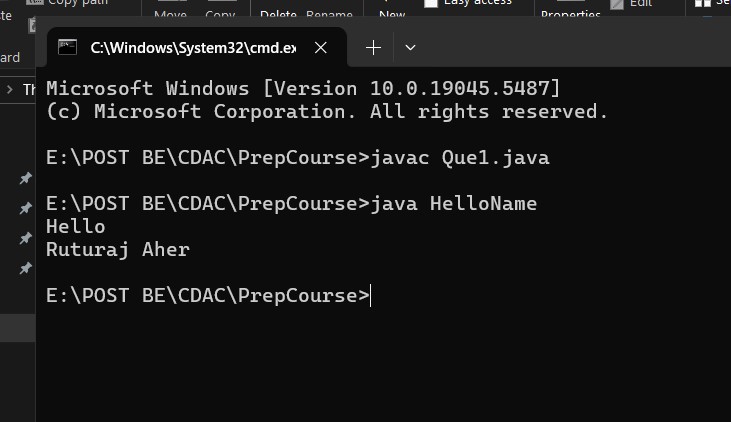 Copy path
Easy access
Edit
Se
ste
Move
Copy
Delete
Rename
New
Properties
ard
C:\Windows\System32\cmd.ex
Th
Microsoft Windows [Version 10.0.19045.5487]
(c) Microsoft Corporation. All rights reserved.
E:\POST BE\CDAC\PrepCourse>javac Que1.java
E:\POST BE\CDAC\PrepCourse>java HelloName
Hello
Ruturaj Aher
E:\POST BE\CDAC\PrepCourse>